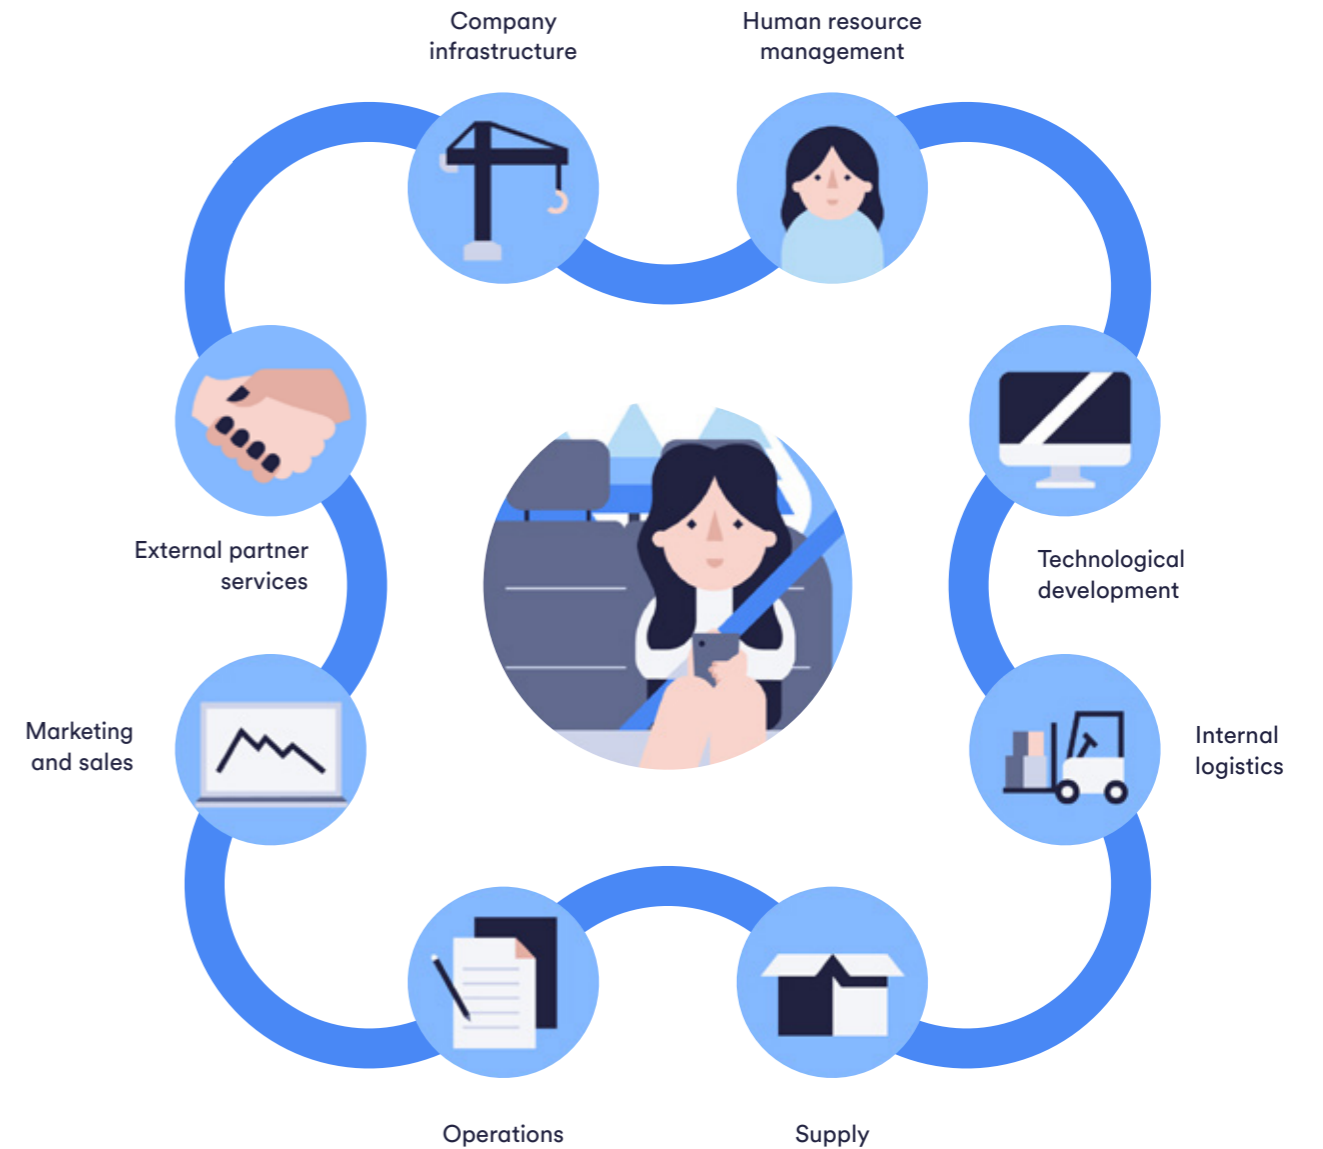 Company
infrastructure
Human resource
management
External partner
services
Technological
development
Marketing
and sales
Internal
logistics
Operations
Supply